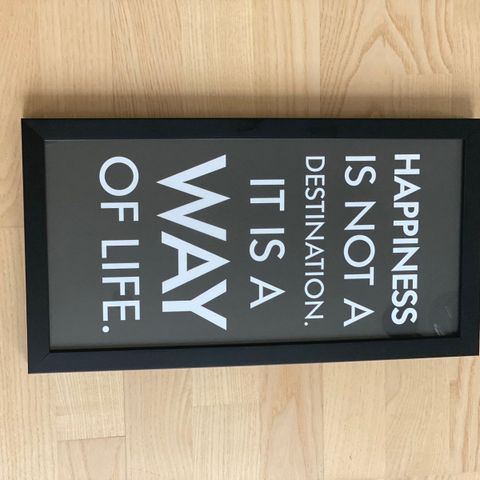 HAPPINESS
IS NOT A
DESTINATION.
IT IS A
WAY
OF LIFE.